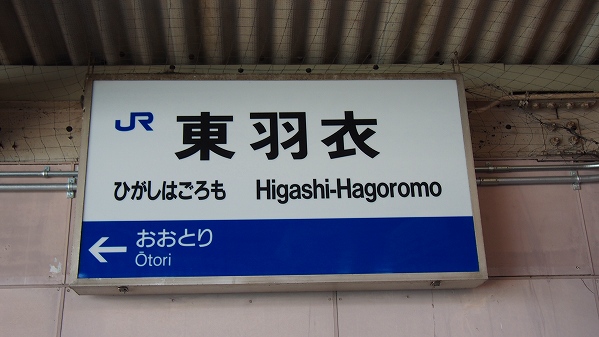 JR 東羽衣
ひがしはごろも Higashi-Hagoromo
← おおとり
Ōtori